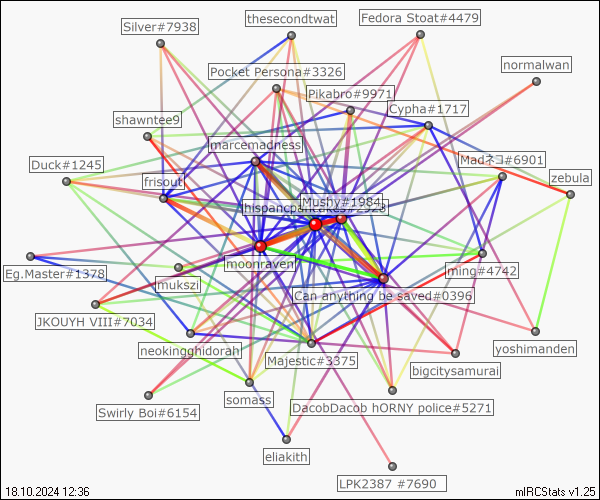 thesecondtwat
Fedora Stoat#4479
Silver#7938
normalwan
Pocket Persona#3326
Pikabro#9971
Cypha#1717
shawntee9
marcemadness
Madネコ#6901
Duck#1245
frisout
zebula
Mushy#1984
moonraven
ming#4742
Eg.Master#1378
mukszi
Can anything be saved#0396
JKOUYH VIII#7034
neokingghidorah
Majestic#3375
yoshimanden
bigcitysamurai
somass
DacobDacob hORNY police#5271
Swirly Boi#6154
eliakith
LPK2387 #7690
18.10.2024 12:36
mIRCStats v1.25